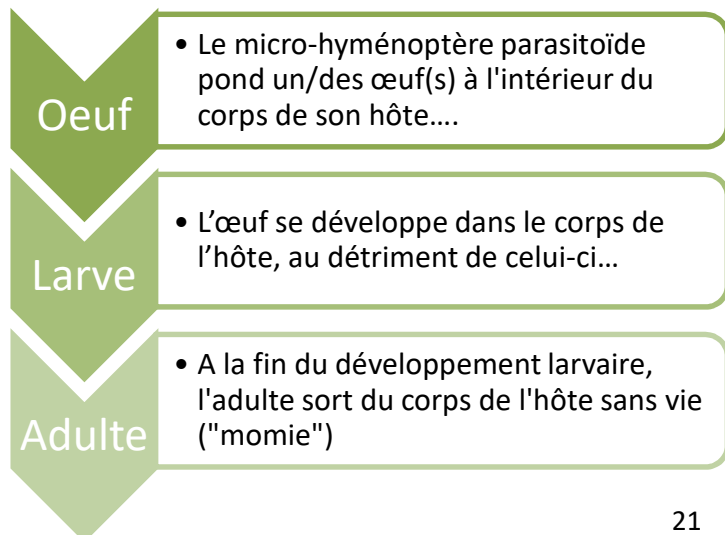 Oeuf
• Le micro-hyménoptère parasitoïde
pond un/des œuf(s) à l'intérieur du
corps de son hôte….
Larve
• L’œuf se développe dans le corps de
l’hôte, au détriment de celui-ci…
Adulte
• A la fin du développement larvaire,
l'adulte sort du corps de l'hôte sans vie
("momie")
21